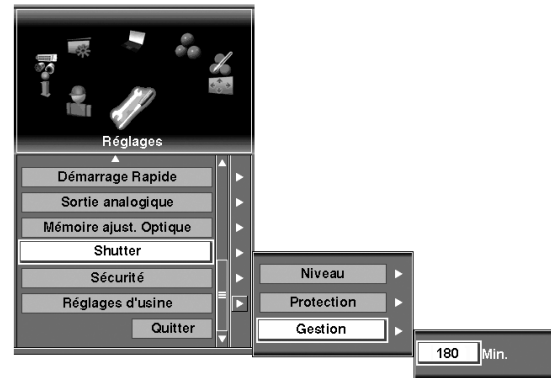 Réglages
Démarrage Rapide
Sortie analogique
Mémoire ajust. Optique
Shutter
Sécurité
Réglages d'usine
Quitter
Niveau
Protection
Gestion
180 Min.